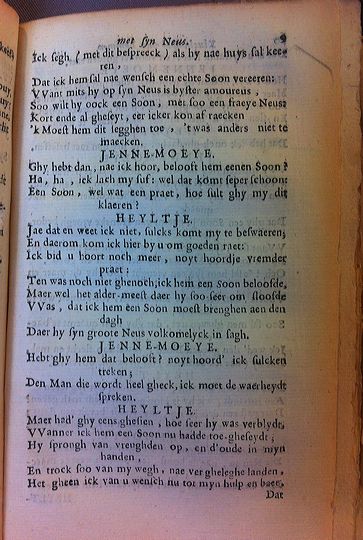 met syn Neus. 9
Ick segh ( met dit bespreeck ) als hy nae huys sal kee-
ren,
Dat ick hem sal nae wensch een echte Soon vereeren:
VVant mits hy op syn Neus is byster amoureus,
Soo wilt hy oock een Soon, met soo een fraeye Neus:
Kort ende al gheseyt, eer icker kon af raecken
'k Moest hem dit segghen toe, 't was anders niet te
maecken.
JENNE-MOEYE.
Ghy hebt dan, nae ick hoor, belooft hem eenen Soon?
Ha, ha, ick lach my suf: wel dat komt seper schoon:
Een Soon, wel wat een praet, hoe sult ghy my dit
klaeren?
HEYLTJE.
Jae dat en weet ick niet, sulcks komt my te beswaeren;
En daerom kom ick hier by u om goeden raet:
Ick bid u hoort noch meer, noyt hoordje vremder
praet:
Ten was noch niet ghenoch, ick hem een Soon beloofde,
Maer wel het alder-meest daer hy soo-seer om sloofde
VVas, dat ick hem een Soon moest brenghen aen den
dagh
Daer hy syn groote Neus volkomelyck in sagh.
JENNE-MOEYE.
Hebt ghy hem dat belooft? noyt hoord' ick sulcken
treken;
Den Man die wordt heel gheck, ick moet de waerheydt
spreken.
HEYLTJE.
Maer had' ghy eens ghesien, hoe seer hy was verblydt,
VVanner ick hem een Soon nu hadde toe-gheseydt;
Hy sprongh van vreughden op, en d'oude in myn
handen,
En trock soo van my wegh, nae vergheleghe landen,
Het gheen ick van u wensch nu tot myn hulp en baet,
Dat